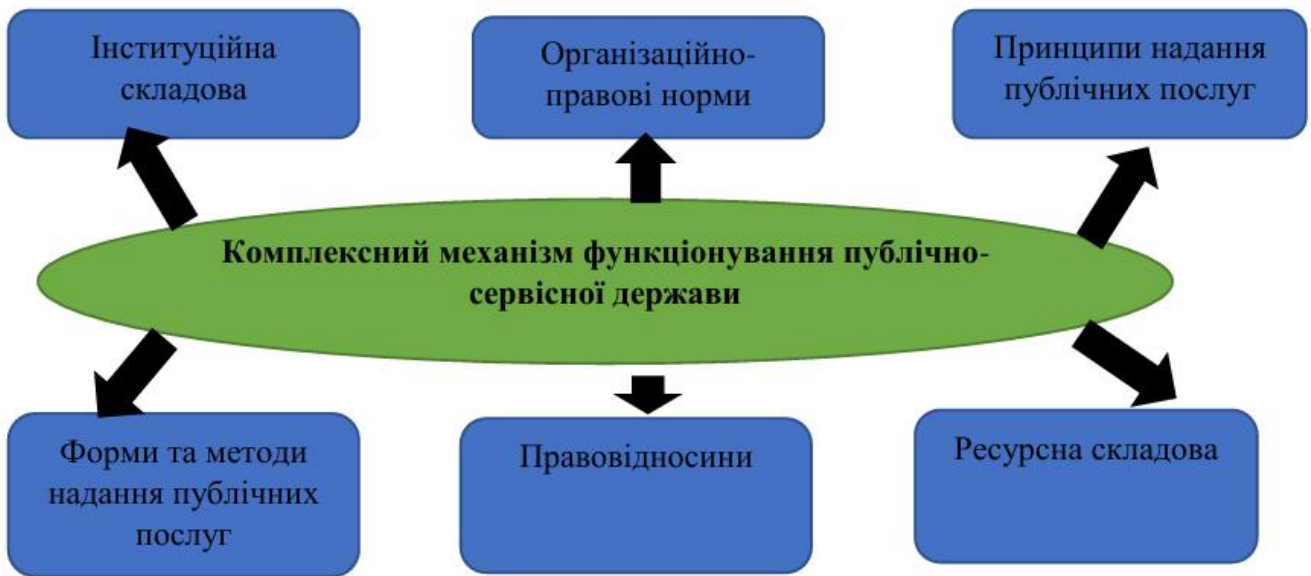 Інституційна
складова
Організаційно-
правові норми
Принципи надання
публічних послуг
Комплексний механізм функціонування публічно-
сервісної держави
Форми та методи
надання публічних
послуг
Правовідносини
Ресурсна складова